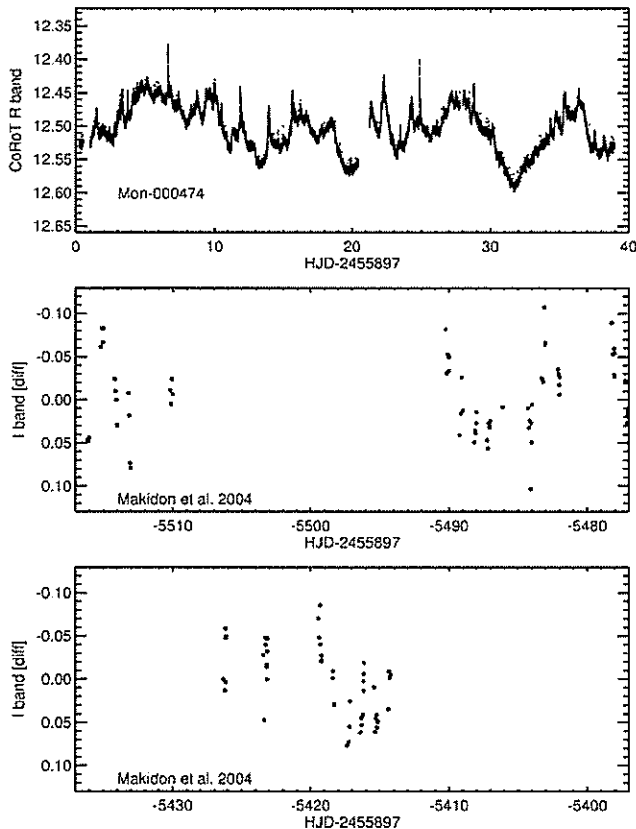 12.35
12.40
12.45
12.50
12.55
12.60
12.65
CoRoT R band
Mon-000474
0 10 20 30 40
HJD-2455897
-0.10
-0.05
0.00
0.05
0.10
I band [diff]
Makidon et al. 2004
-5510 -5500 -5490 -5480
HJD-2455897
-0.10
-0.05
0.00
0.05
0.10
I band [diff]
Makidon et al. 2004
-5430 -5420 -5410 -5400
HJD-2455897